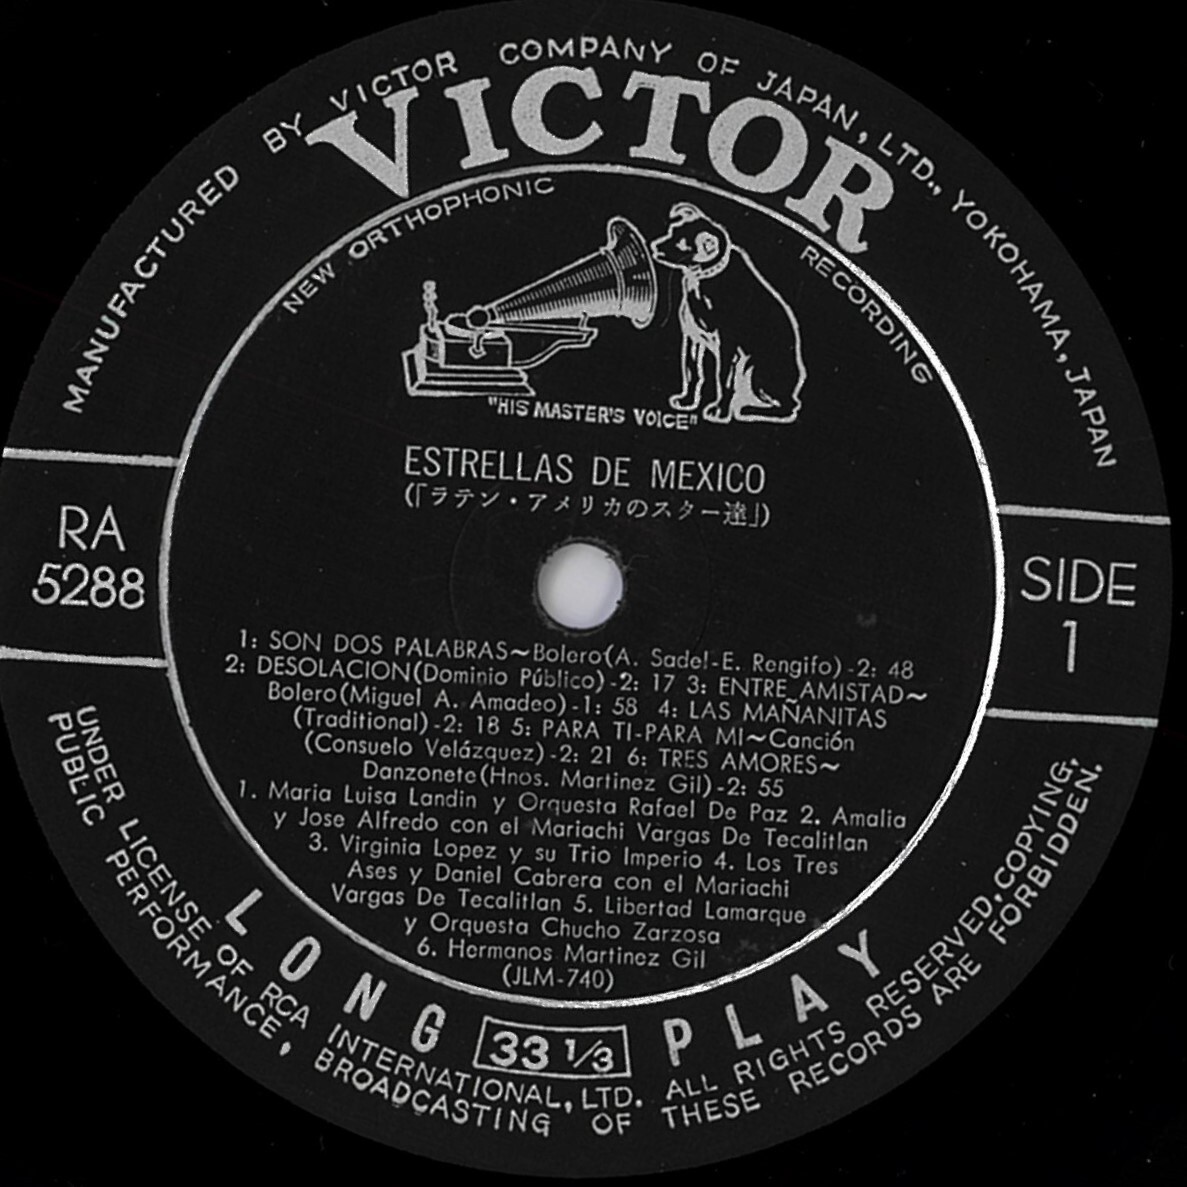 MANUFACTURED BY VICTOR COMPANY OF JAPAN, LTD., YOKOHAMA, JAPAN
VICTOR
NEW ORTHOPHONIC RECORDING
"HIS MASTER'S VOICE"
ESTRELLAS DE MEXICO
(「ラテン・アメリカのスター達」)
RA
5288
SIDE
1
1: SON DOS PALABRAS~Bolero(A. Sadel-E. Rengifo)-2: 48
2: DESOLACION(Dominio Público)-2: 17 3: ENTRE AMISTAD~
Bolero(Miguel A. Amadeo)-1: 58 4: LAS MAÑANITAS
(Traditional)-2: 18 5: PARA TI-PARA MI~Canción
(Consuelo Velázquez)-2: 21 6: TRES AMORES~
Danzonete(Hnos. Martinez Gil)-2: 55
1. Maria Luisa Landin y Orquesta Rafael De Paz 2. Amalia
y Jose Alfredo con el Mariachi Vargas De Tecalitlan
3. Virginia Lopez y su Trio Imperio 4. Los Tres
Ases y Daniel Cabrera con el Mariachi
Vargas De Tecalitlan 5. Libertad Lamarque
y Orquesta Chucho Zarzosa
6. Hermanos Martinez Gil
(JLM-740)
LONG 33 1/3 PLAY
UNDER LICENSE OF RCA INTERNATIONAL, LTD. ALL RIGHTS RESERVED, COPYING,
PUBLIC PERFORMANCE, BROADCASTING OF THESE RECORDS ARE FORBIDDEN.